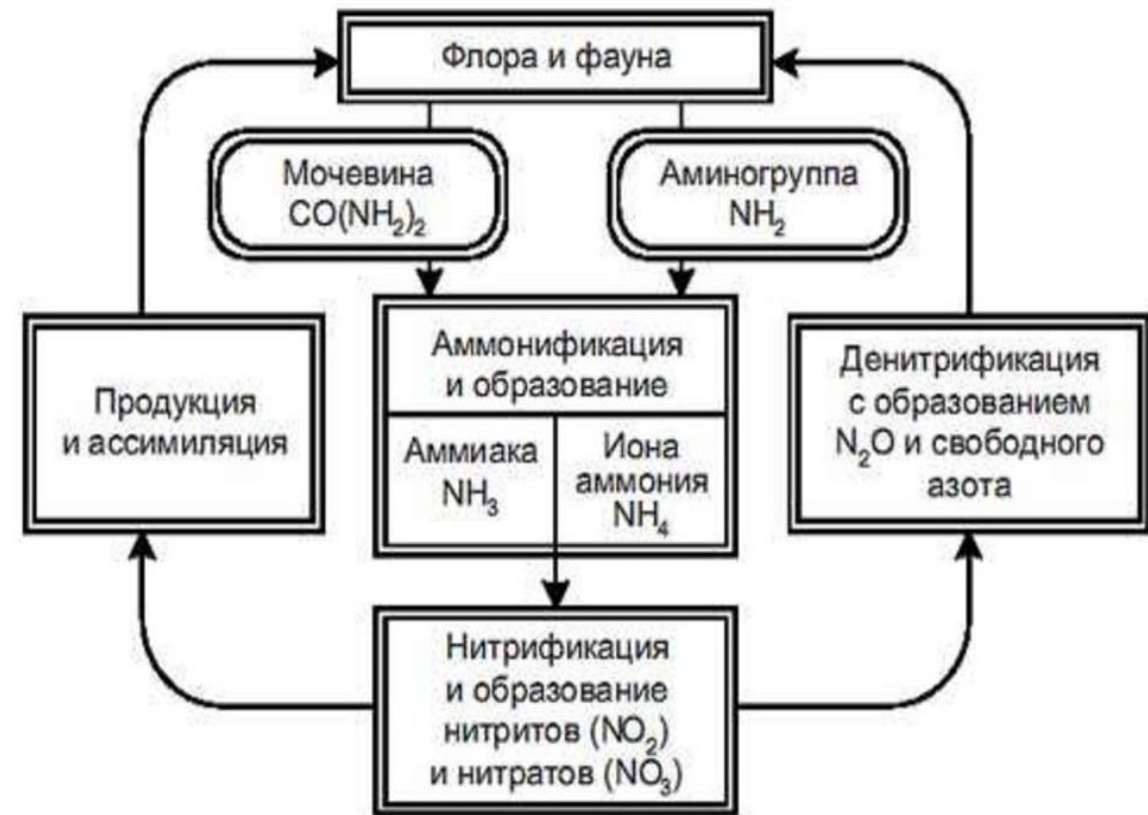 Флора и фауна
Мочевина
CO(NH₂)₂
Аминогруппа
NH₂
Продукция
и ассимиляция
Аммонификация
и образование
Аммиака
NH₃
Иона
аммония
NH₄
Денитрификация
с образованием
N₂O и свободного
азота
Нитрификация
и образование
нитритов (NO₂)
и нитратов (NO₃)